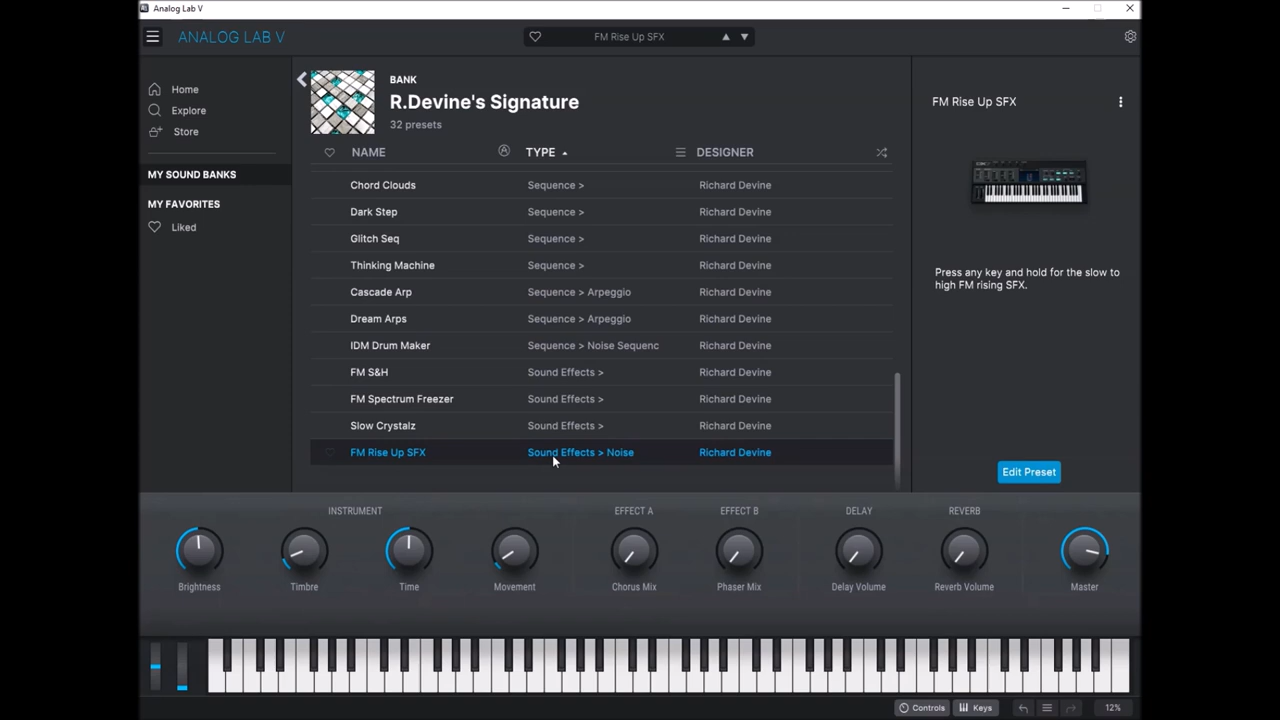 Analog Lab V
ANALOG LAB V
FM Rise Up SFX
Home
Explore
Store
MY SOUND BANKS
MY FAVORITES
Liked
BANK
R.Devine's Signature
32 presets
NAME TYPE DESIGNER
Chord Clouds Sequence > Richard Devine
Dark Step Sequence > Richard Devine
Glitch Seq Sequence > Richard Devine
Thinking Machine Sequence > Richard Devine
Cascade Arp Sequence > Arpeggio Richard Devine
Dream Arps Sequence > Arpeggio Richard Devine
IDM Drum Maker Sequence > Noise Sequenc Richard Devine
FM S&H Sound Effects > Richard Devine
FM Spectrum Freezer Sound Effects > Richard Devine
Slow Crystalz Sound Effects > Richard Devine
FM Rise Up SFX Sound Effects > Noise Richard Devine
FM Rise Up SFX
Press any key and hold for the slow to
high FM rising SFX.
Edit Preset
INSTRUMENT EFFECT A EFFECT B DELAY REVERB
Brightness Timbre Time Movement Chorus Mix Phaser Mix Delay Volume Reverb Volume Master
Controls Keys 12%